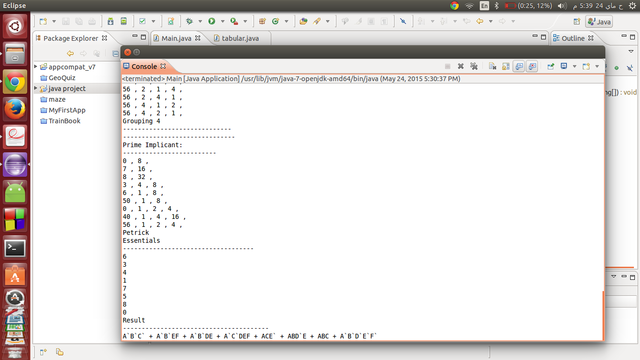 Eclipse
En
(0:25, 12%)
5:39 م
24 ماي ح
Java
Package Explorer
Main.java
tabular.java
Outline
appcompat_v7
GeoQuiz
java project
maze
MyFirstApp
TrainBook
Console
<terminated> Main [Java Application] /usr/lib/jvm/java-7-openjdk-amd64/bin/java (May 24, 2015 5:30:37 PM)
ing[]) : void
56 , 2 , 1 , 4 ,
56 , 2 , 4 , 1 ,
56 , 4 , 1 , 2 ,
56 , 4 , 2 , 1 ,
Grouping 4
-----------------------------
------------------------------
Prime Implicant:
-------------------------
0 , 8 ,
7 , 16 ,
8 , 32 ,
3 , 4 , 8 ,
6 , 1 , 8 ,
50 , 1 , 8 ,
0 , 1 , 2 , 4 ,
40 , 1 , 4 , 16 ,
56 , 1 , 2 , 4 ,
Petrick
Essentials
-----------------------------------
6
3
4
1
7
5
8
0
Result
---------------------------------------
A`B`C` + A`B`EF + A`B`DE + A`C`DEF + ACE` + ABD`E + ABC + A`B`D`E`F`